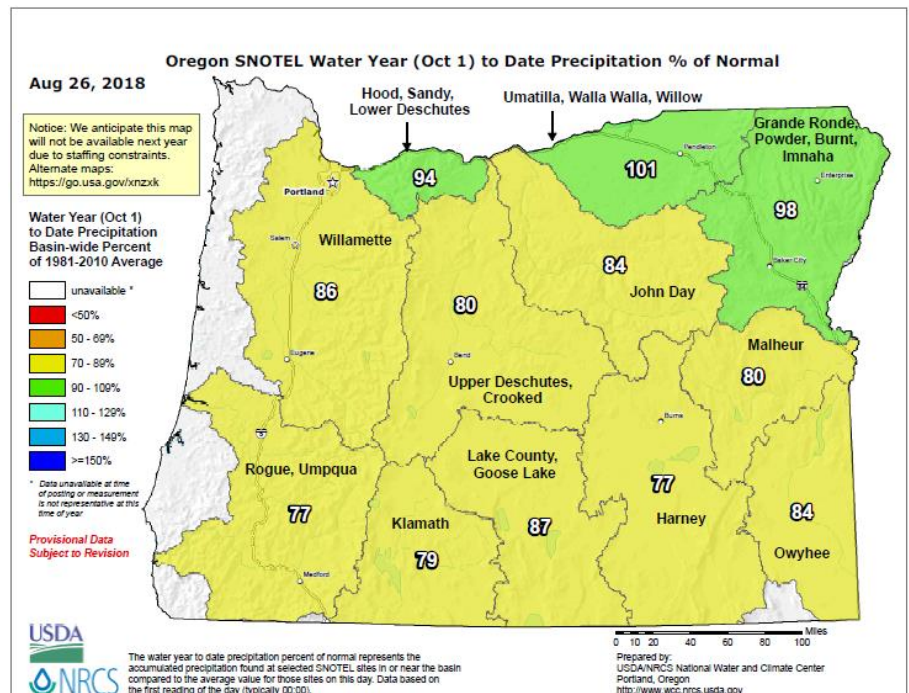 Oregon SNOTEL Water Year (Oct 1) to Date Precipitation % of Normal
Aug 26, 2018
Notice: We anticipate this map
will not be available next year
due to staffing constraints.
Alternate maps:
https://go.usa.gov/xnzxk
Water Year (Oct 1)
to Date Precipitation
Basin-wide Percent
of 1981-2010 Average
unavailable *
<50%
50 - 69%
70 - 89%
90 - 109%
110 - 129%
130 - 149%
>=150%
* Data unavailable at time
of posting or measurement
is not representative at this
time of year
Provisional Data
Subject to Revision
Hood, Sandy,
Lower Deschutes
94
Umatilla, Walla Walla, Willow
101
Pendleton
Grande Ronde,
Powder, Burnt,
Imnaha
Enterprise
98
Baker City
84
Portland
Salem
Willamette
86
Eugene
80
Bend
Upper Deschutes,
Crooked
84
John Day
Malheur
80
Burns
Rogue, Umpqua
5
77
Medford
Klamath
79
Lake County,
Goose Lake
87
77
Harney
84
Owyhee
USDA
NRCS
The water year to date precipitation percent of normal represents the
accumulated precipitation found at selected SNOTEL sites in or near the basin
compared to the average value for those sites on this day. Data based on
the first reading of the day (typically 00:00).
Miles
0 10 20 40 60 80 100
Prepared by:
USDA/NRCS National Water and Climate Center
Portland, Oregon
http://www.wcc.nrcs.usda.gov